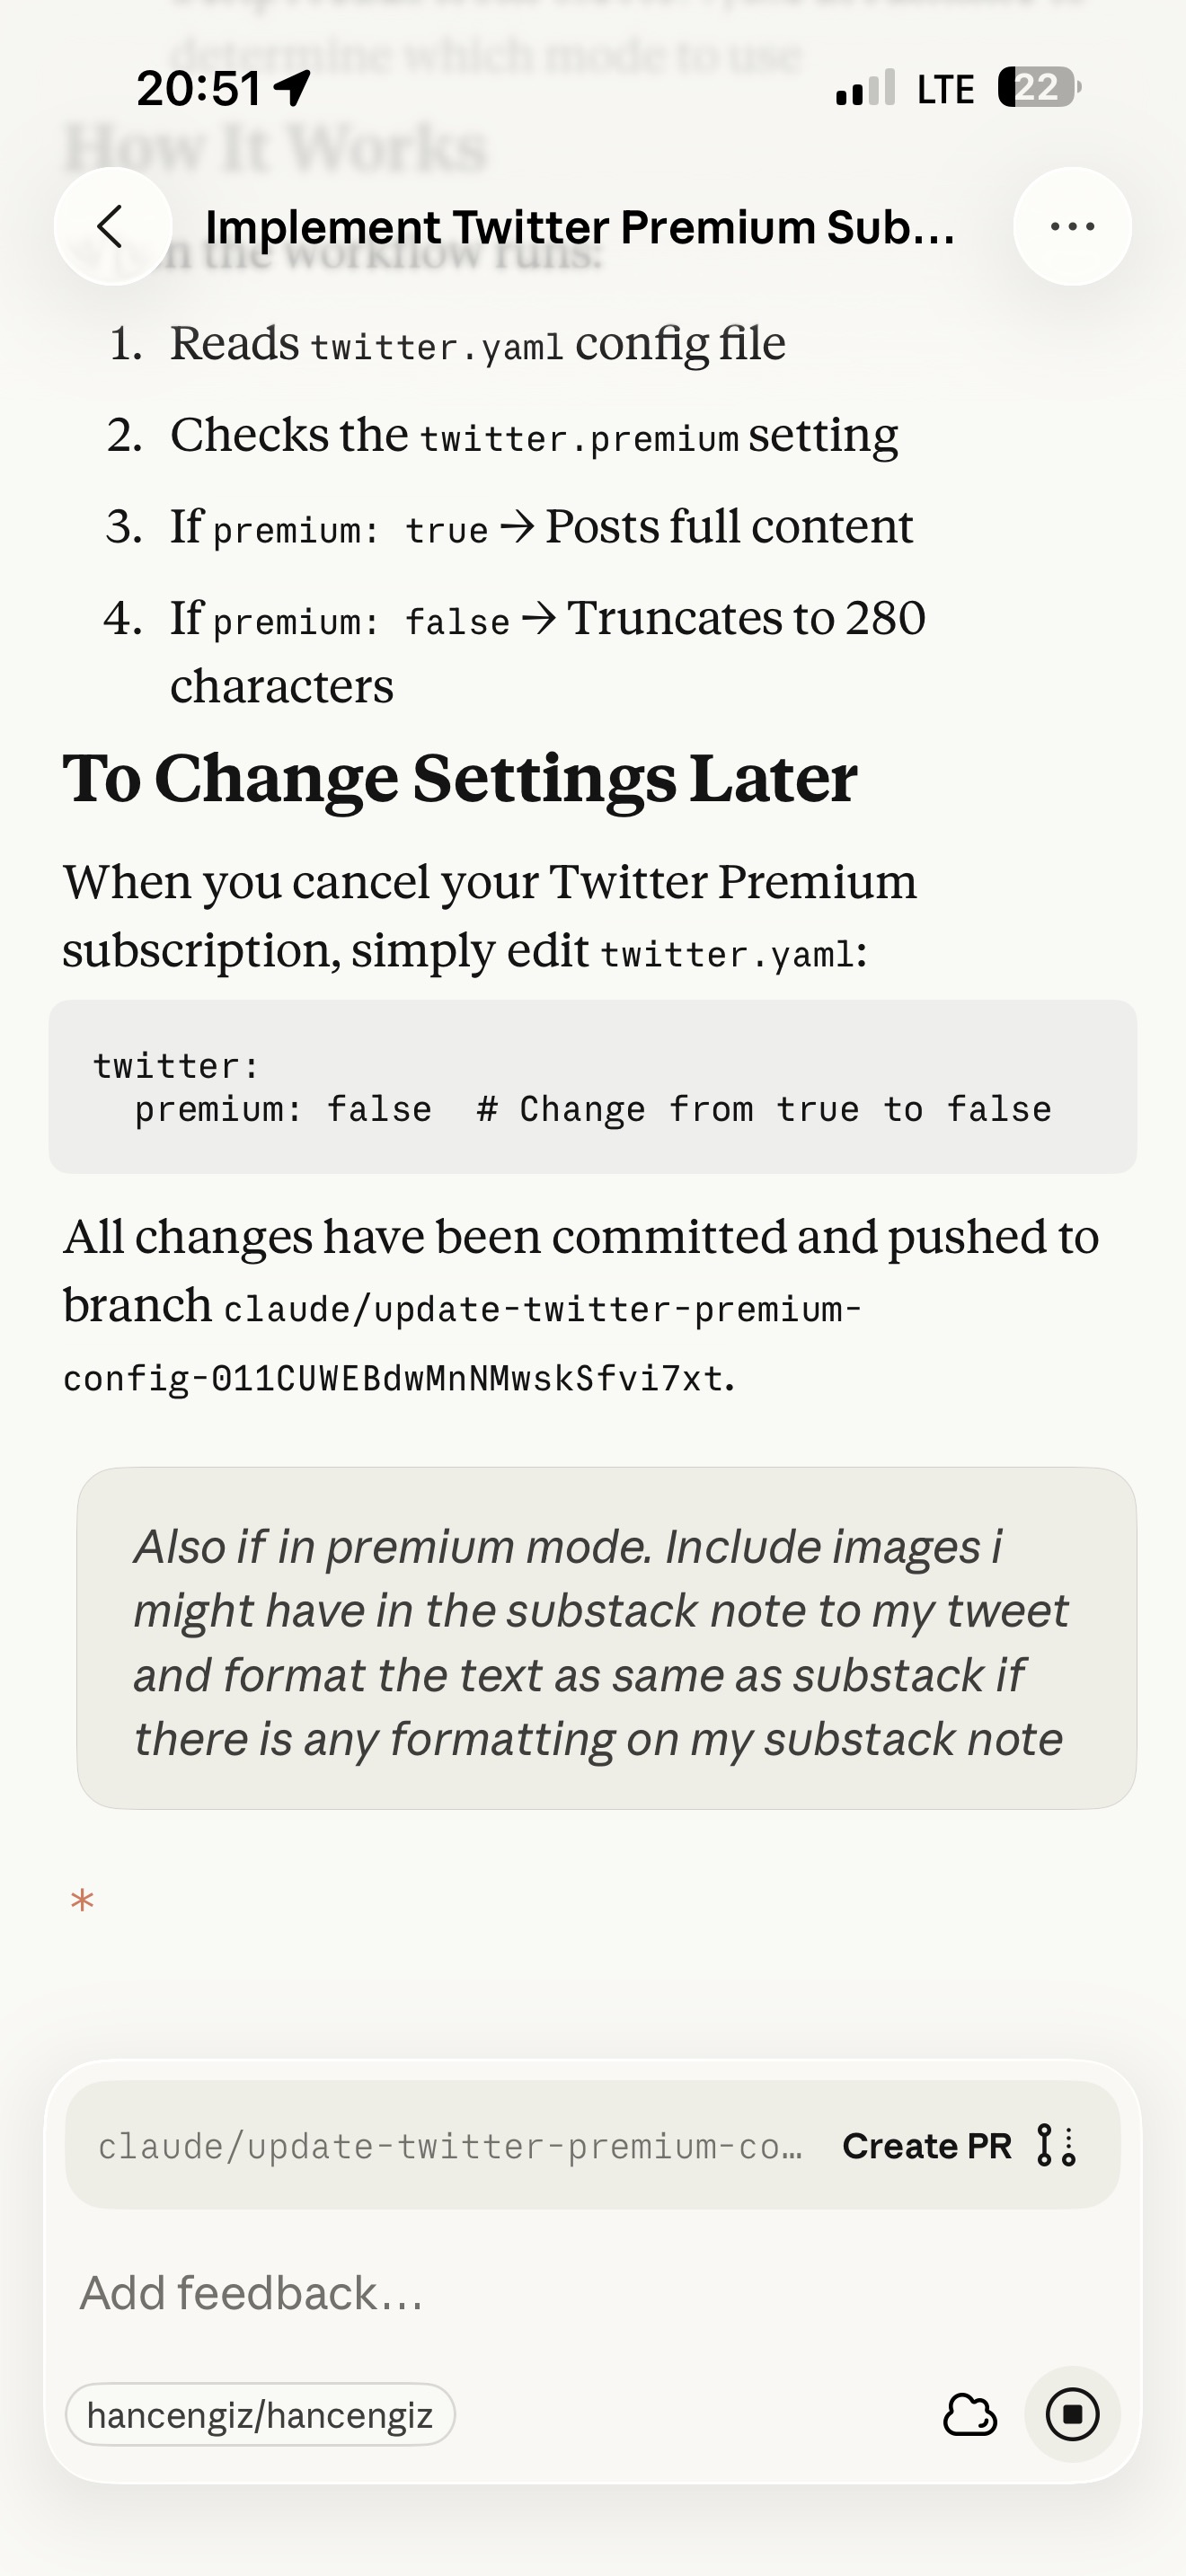 determine which mode to use
20:51 LTE 22
How It Works
Implement Twitter Premium Sub...
n the workflow runs:
1. Reads twitter.yaml config file
2. Checks the twitter.premium setting
3. If premium: true → Posts full content
4. If premium: false → Truncates to 280
characters
To Change Settings Later
When you cancel your Twitter Premium
subscription, simply edit twitter.yaml:
twitter:
  premium: false  # Change from true to false
All changes have been committed and pushed to
branch claude/update-twitter-premium-
config-011CUWEBdwMnNMwskSfvi7xt.
Also if in premium mode. Include images i
might have in the substack note to my tweet
and format the text as same as substack if
there is any formatting on my substack note
*
claude/update-twitter-premium-co... Create PR
Add feedback...
hancengiz/hancengiz